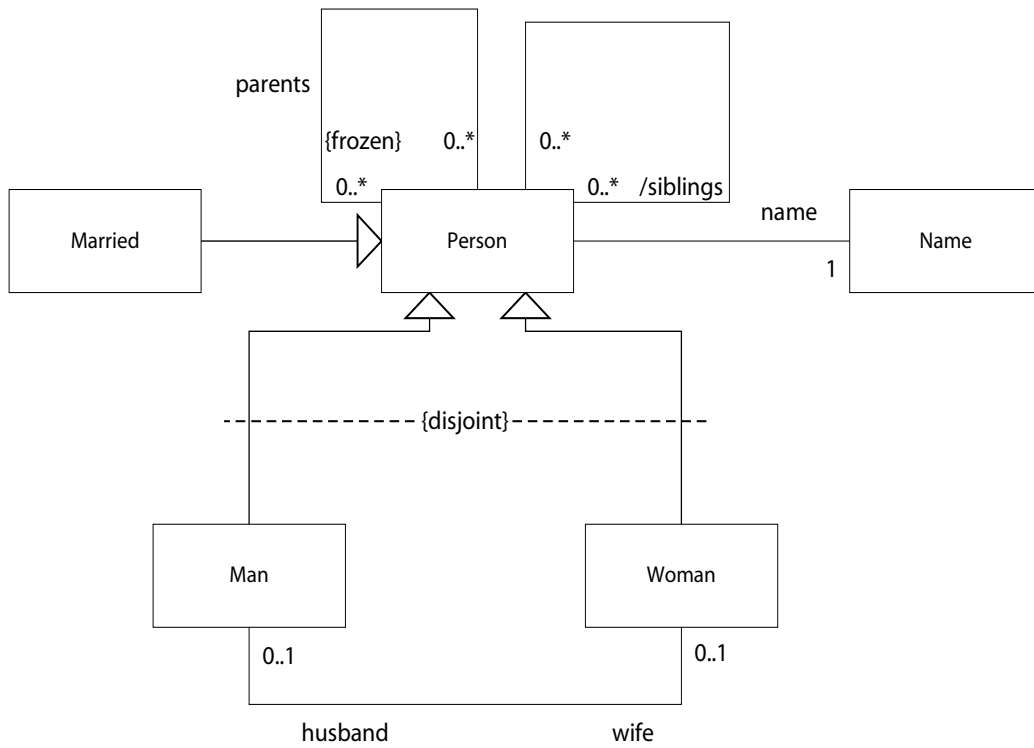 parents
{frozen} 0..* 0..*
0..* 0..* /siblings
name
Married Person Name
1
{disjoint}
Man Woman
0..1 0..1
husband wife